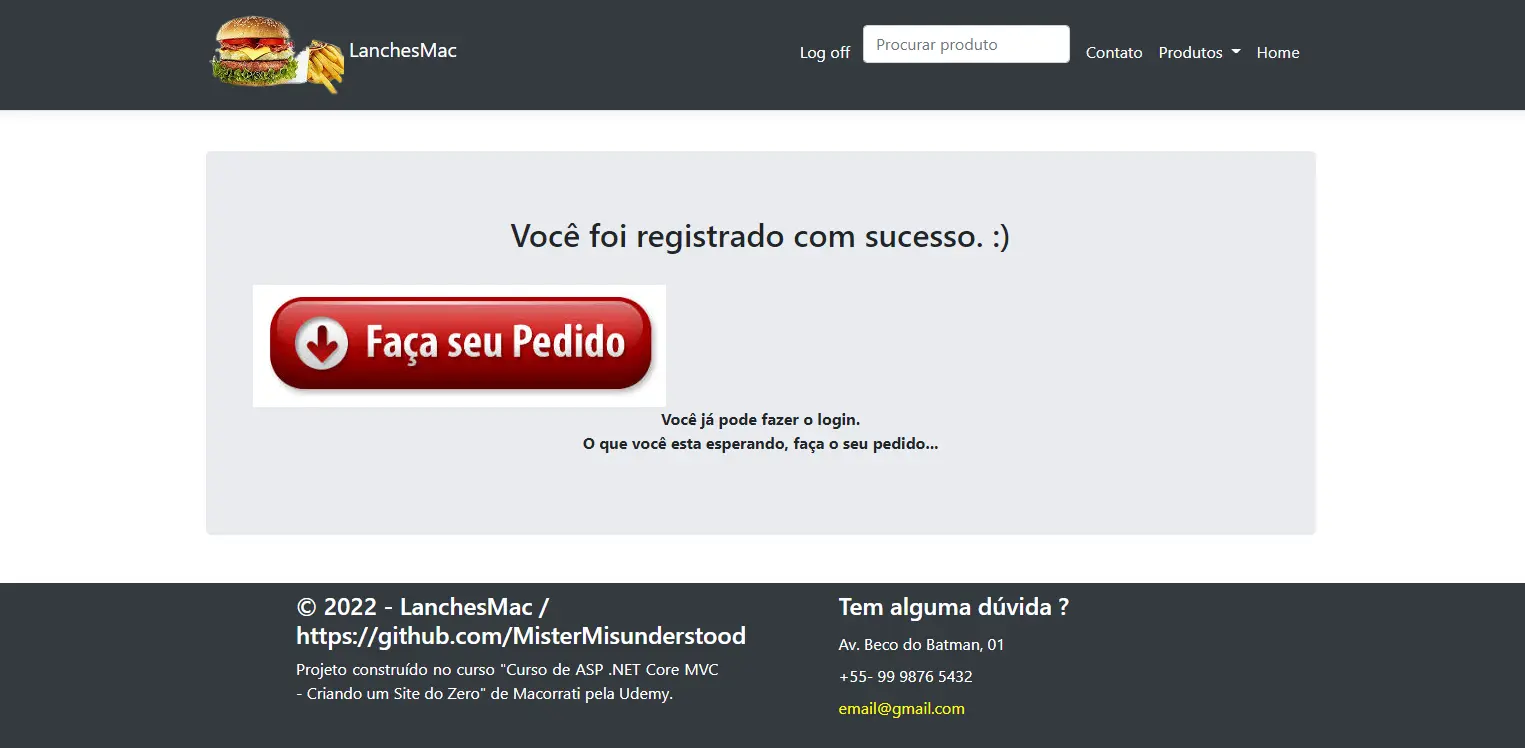 LanchesMac
Log off
Procurar produto
Contato
Produtos
Home
Você foi registrado com sucesso. :)
Faça seu Pedido
Você já pode fazer o login.
O que você esta esperando, faça o seu pedido...
© 2022 - LanchesMac /
https://github.com/MisterMisunderstood
Projeto construído no curso "Curso de ASP .NET Core MVC
- Criando um Site do Zero" de Macorrati pela Udemy.
Tem alguma dúvida ?
Av. Beco do Batman, 01
+55- 99 9876 5432
email@gmail.com